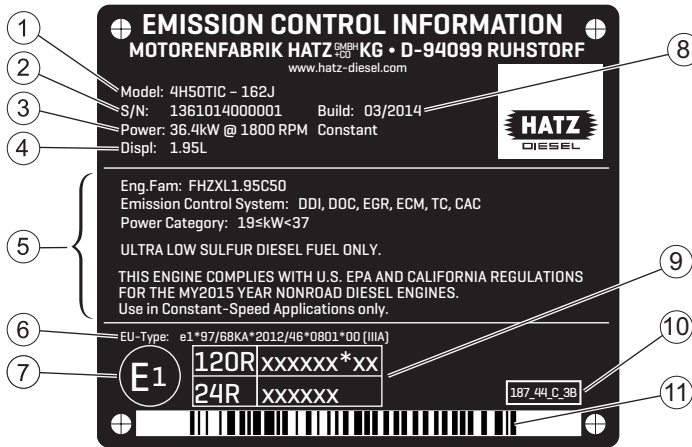 EMISSION CONTROL INFORMATION
MOTORENFABRIK HATZ GMBH +CO KG • D-94099 RUHSTORF
www.hatz-diesel.com
Model: 4H50TIC – 162J
S/N: 1361014000001 Build: 03/2014
Power: 36.4kW @ 1800 RPM Constant
Displ: 1.95L
HATZ
DIESEL
Eng.Fam: FHZXL1.95C50
Emission Control System: DDI, DOC, EGR, ECM, TC, CAC
Power Category: 19≤kW<37
ULTRA LOW SULFUR DIESEL FUEL ONLY.
THIS ENGINE COMPLIES WITH U.S. EPA AND CALIFORNIA REGULATIONS
FOR THE MY2015 YEAR NONROAD DIESEL ENGINES.
Use in Constant-Speed Applications only.
EU-Type: e1*97/68KA*2012/46*0801*00 (IIIA)
E1
120R xxxxxx*xx
24R xxxxxx
187_44_C_3B
1
2
3
4
5
6
7
8
9
10
11